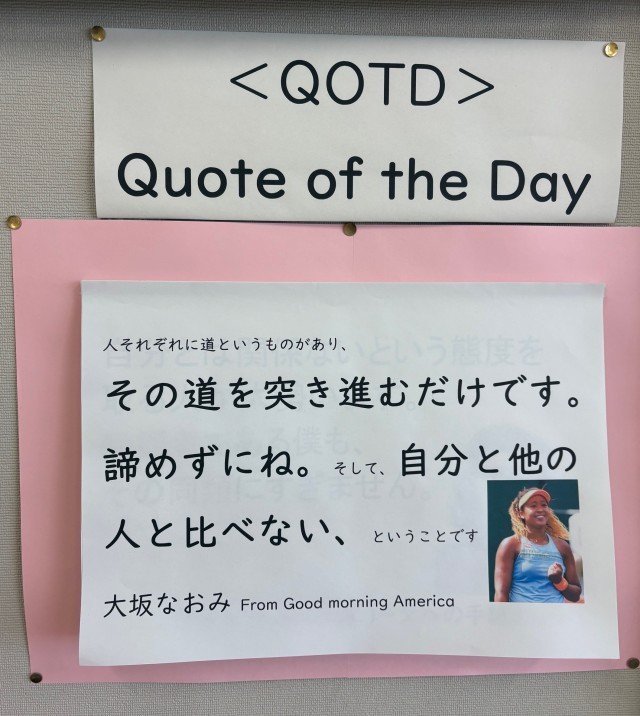 ＜QOTD＞
Quote of the Day
人それぞれに道というものがあり、
その道を突き進むだけです。
諦めずにね。そして、自分と他の
人と比べない、ということです
大坂なおみ From Good morning America